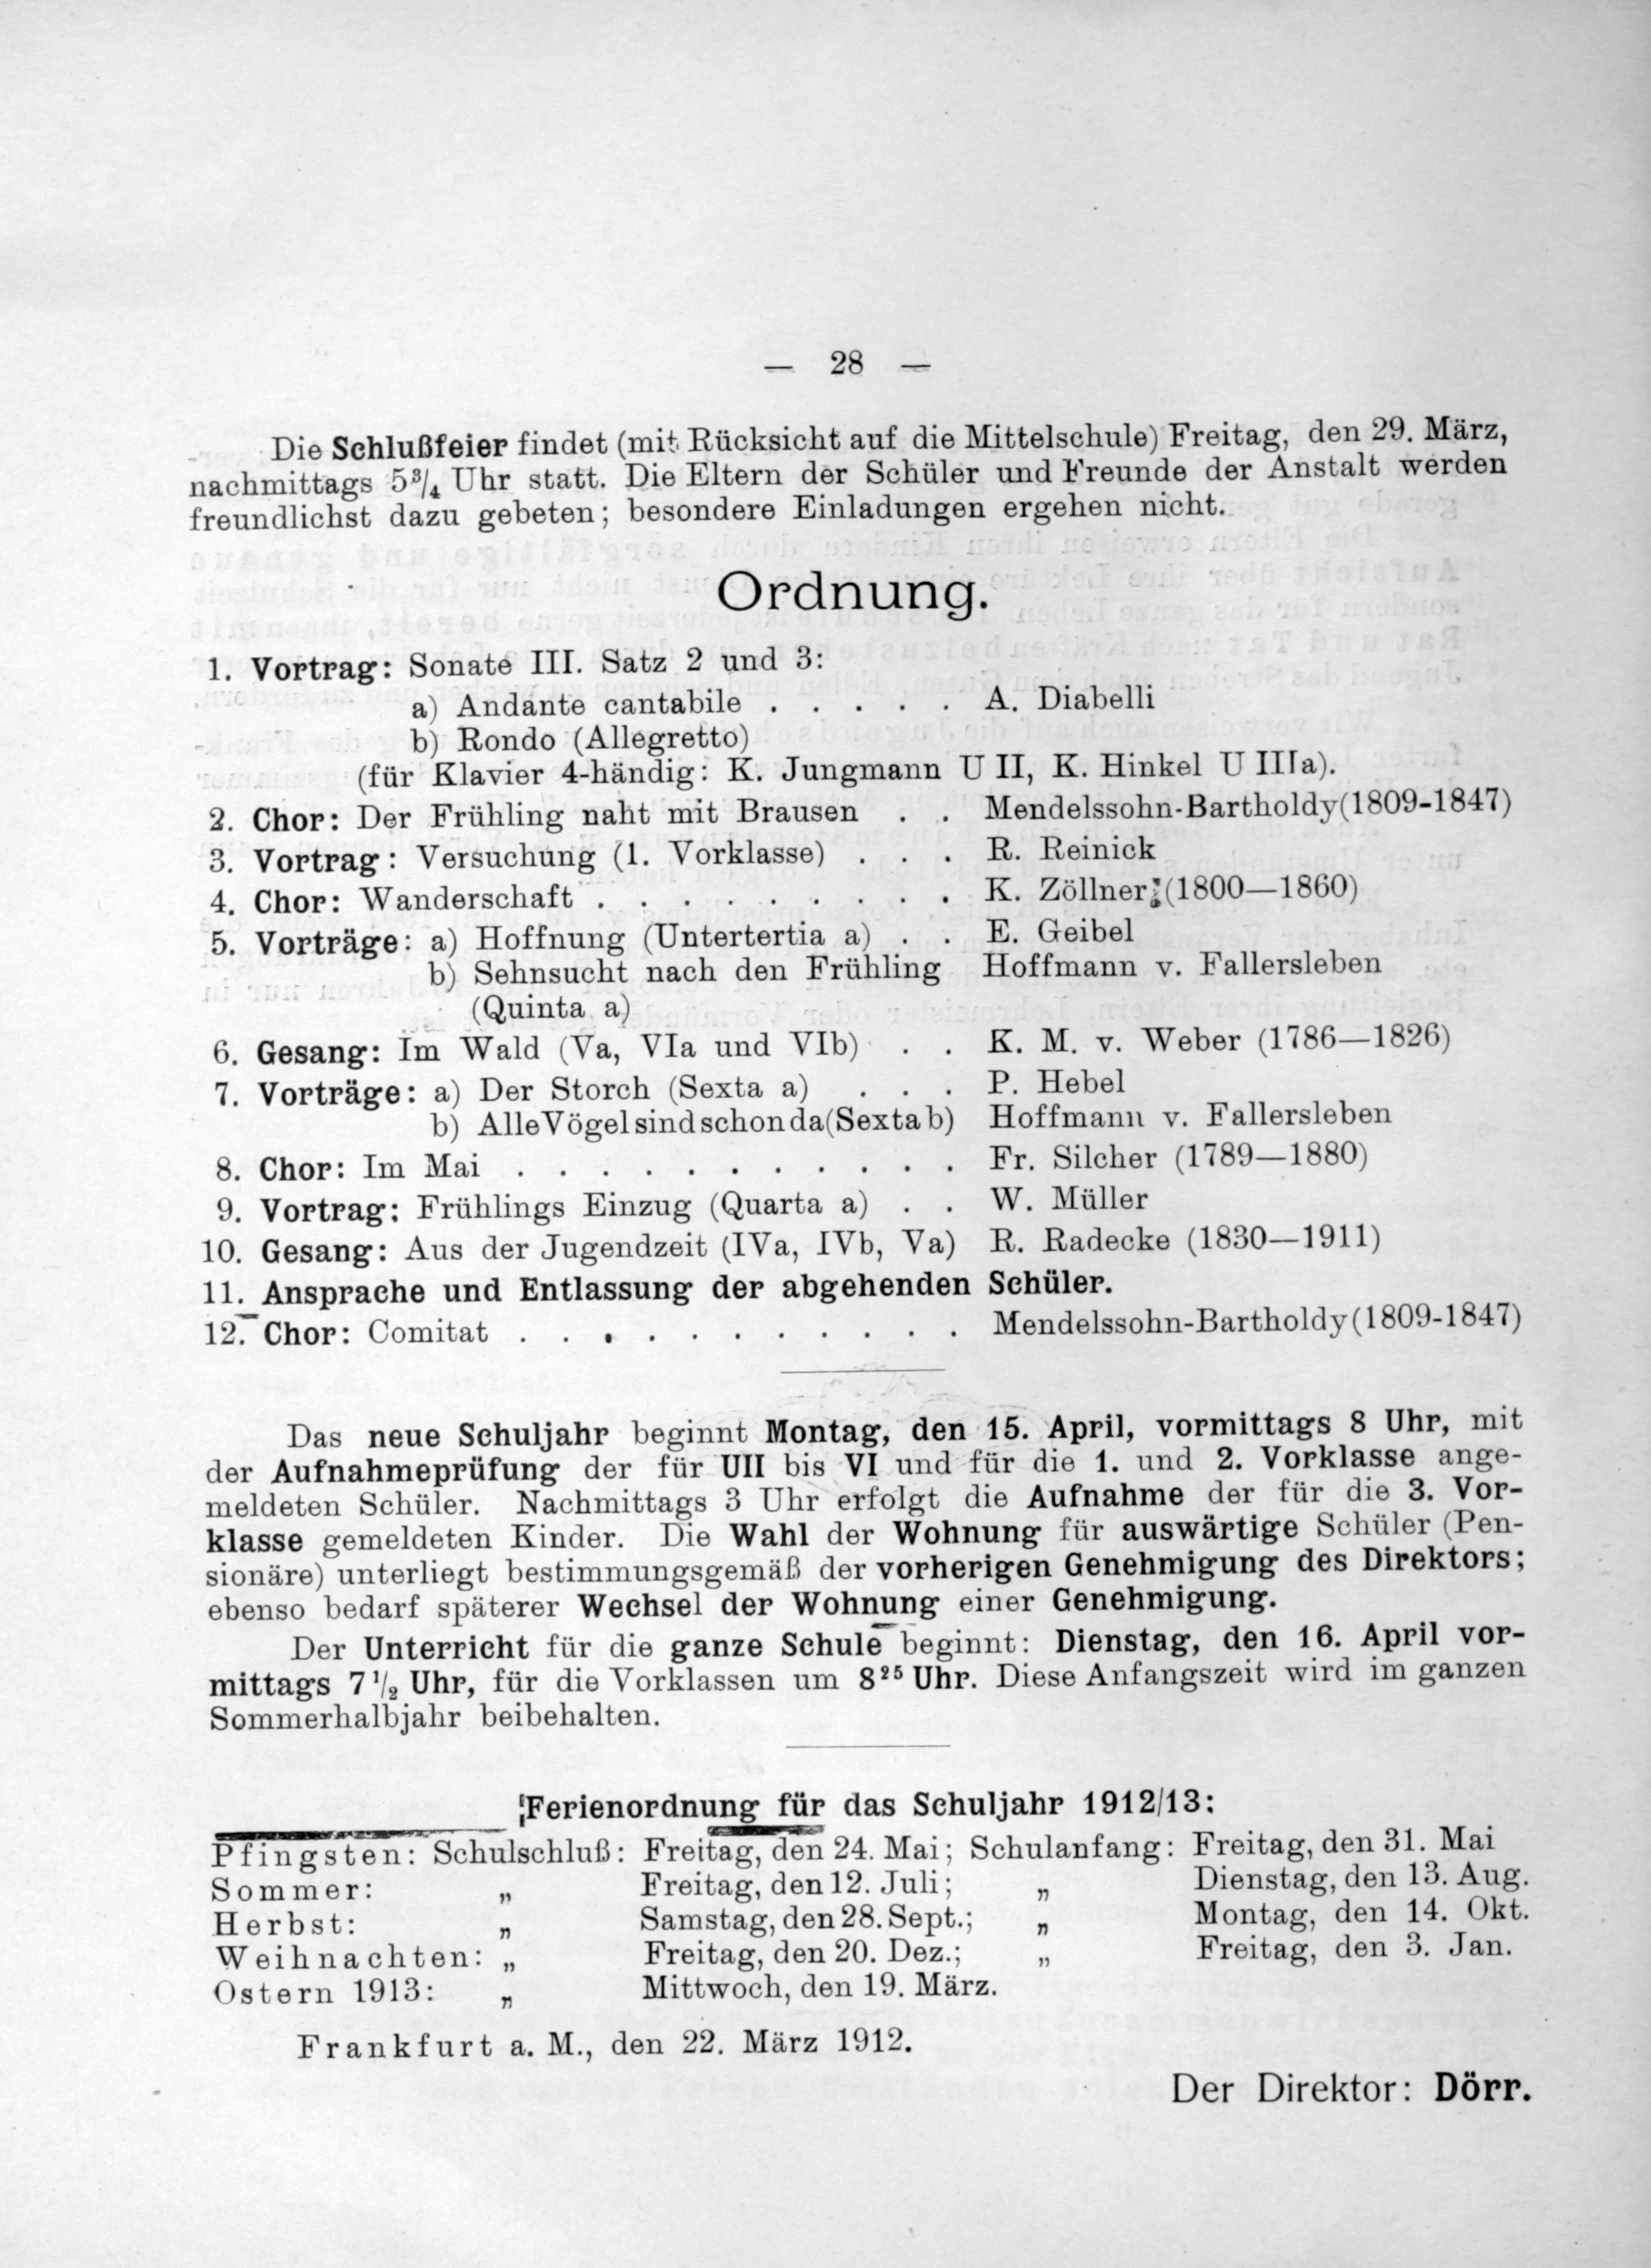 — 28 —
Die Schlußfeier findet (mit Rücksicht auf die Mittelschule) Freitag, den 29. März,
nachmittags 5¾ Uhr statt. Die Eltern der Schüler und Freunde der Anstalt werden
freundlichst dazu gebeten; besondere Einladungen ergehen nicht.
Ordnung.
1. Vortrag: Sonate III. Satz 2 und 3:
a) Andante cantabile . . . . . A. Diabelli
b) Rondo (Allegretto)
(für Klavier 4-händig: K. Jungmann U II, K. Hinkel U IIIa).
2. Chor: Der Frühling naht mit Brausen . . Mendelssohn-Bartholdy (1809-1847)
3. Vortrag: Versuchung (1. Vorklasse) . . . R. Reinick
4. Chor: Wanderschaft . . . . . . . . . K. Zöllner (1800—1860)
5. Vorträge: a) Hoffnung (Untertertia a) . . E. Geibel
b) Sehnsucht nach den Frühling Hoffmann v. Fallersleben
(Quinta a)
6. Gesang: Im Wald (Va, VIa und VIb) . . K. M. v. Weber (1786—1826)
7. Vorträge: a) Der Storch (Sexta a) . . . P. Hebel
b) Alle Vögel sind schon da (Sexta b) Hoffmann v. Fallersleben
8. Chor: Im Mai . . . . . . . . . . . Fr. Silcher (1789—1880)
9. Vortrag: Frühlings Einzug (Quarta a) . . W. Müller
10. Gesang: Aus der Jugendzeit (IVa, IVb, Va) R. Radecke (1830—1911)
11. Ansprache und Entlassung der abgehenden Schüler.
12. Chor: Comitat . . . . . . . . . . . Mendelssohn-Bartholdy (1809-1847)
Das neue Schuljahr beginnt Montag, den 15. April, vormittags 8 Uhr, mit
der Aufnahmeprüfung der für UII bis VI und für die 1. und 2. Vorklasse ange-
meldeten Schüler. Nachmittags 3 Uhr erfolgt die Aufnahme der für die 3. Vor-
klasse gemeldeten Kinder. Die Wahl der Wohnung für auswärtige Schüler (Pen-
sionäre) unterliegt bestimmungsgemäß der vorherigen Genehmigung des Direktors;
ebenso bedarf späterer Wechsel der Wohnung einer Genehmigung.
Der Unterricht für die ganze Schule beginnt: Dienstag, den 16. April vor-
mittags 7½ Uhr, für die Vorklassen um 8²⁵ Uhr. Diese Anfangszeit wird im ganzen
Sommerhalbjahr beibehalten.
Ferienordnung für das Schuljahr 1912/13:
Pfingsten: Schulschluß: Freitag, den 24. Mai; Schulanfang: Freitag, den 31. Mai
Sommer: „ Freitag, den 12. Juli; „ Dienstag, den 13. Aug.
Herbst: „ Samstag, den 28. Sept.; „ Montag, den 14. Okt.
Weihnachten: „ Freitag, den 20. Dez.; „ Freitag, den 3. Jan.
Ostern 1913: „ Mittwoch, den 19. März.
Frankfurt a. M., den 22. März 1912.
Der Direktor: Dörr.